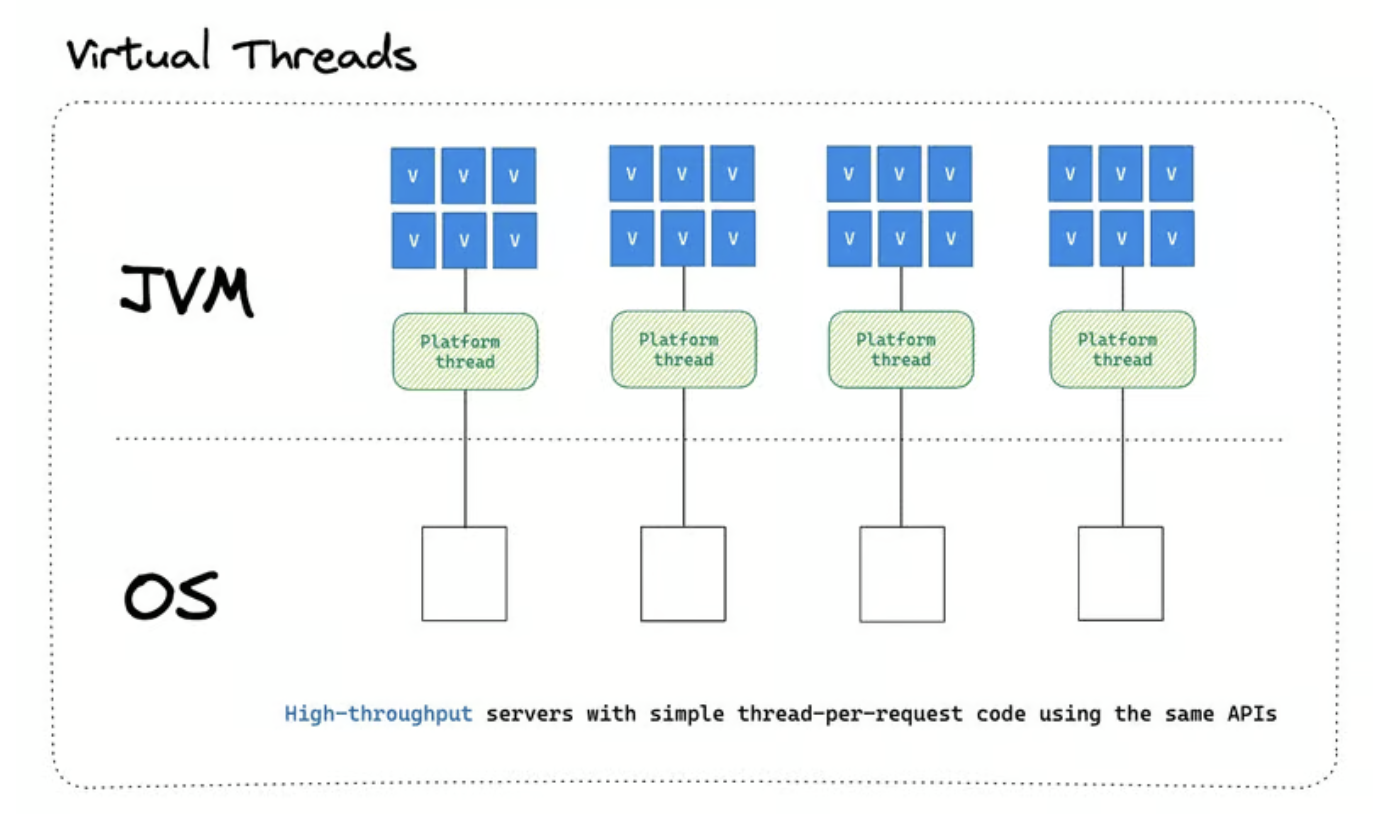 Virtual Threads
V V V V V V V V V V V V
V V V V V V V V V V V V
JVM
Platform thread
Platform thread
Platform thread
Platform thread
OS
High-throughput servers with simple thread-per-request code using the same APIs